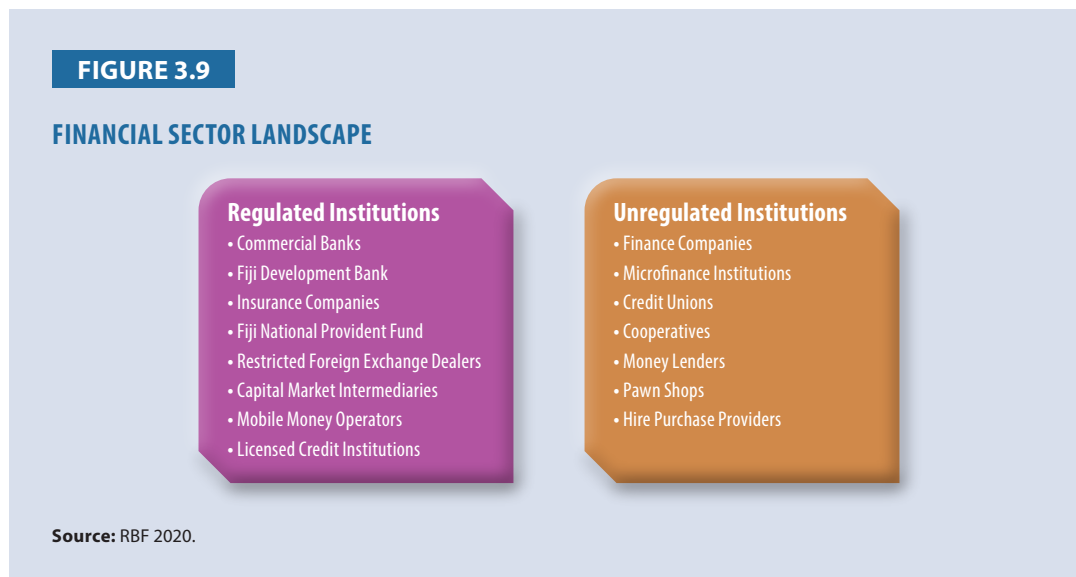 FIGURE 3.9
FINANCIAL SECTOR LANDSCAPE
Regulated Institutions
• Commercial Banks
• Fiji Development Bank
• Insurance Companies
• Fiji National Provident Fund
• Restricted Foreign Exchange Dealers
• Capital Market Intermediaries
• Mobile Money Operators
• Licensed Credit Institutions
Unregulated Institutions
• Finance Companies
• Microfinance Institutions
• Credit Unions
• Cooperatives
• Money Lenders
• Pawn Shops
• Hire Purchase Providers
Source: RBF 2020.